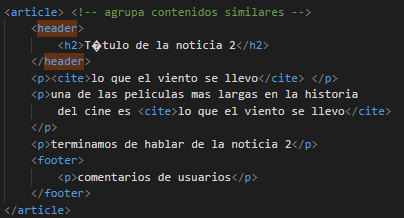 <article> <!-- agrupa contenidos similares -->
<header>
<h2>T�tulo de la noticia 2</h2>
</header>
<p><cite>lo que el viento se llevo</cite> </p>
<p>una de las peliculas mas largas en la historia
del cine es <cite>lo que el viento se llevo</cite>
</p>
<p>terminamos de hablar de la noticia 2</p>
<footer>
<p>comentarios de usuarios</p>
</footer>
</article>